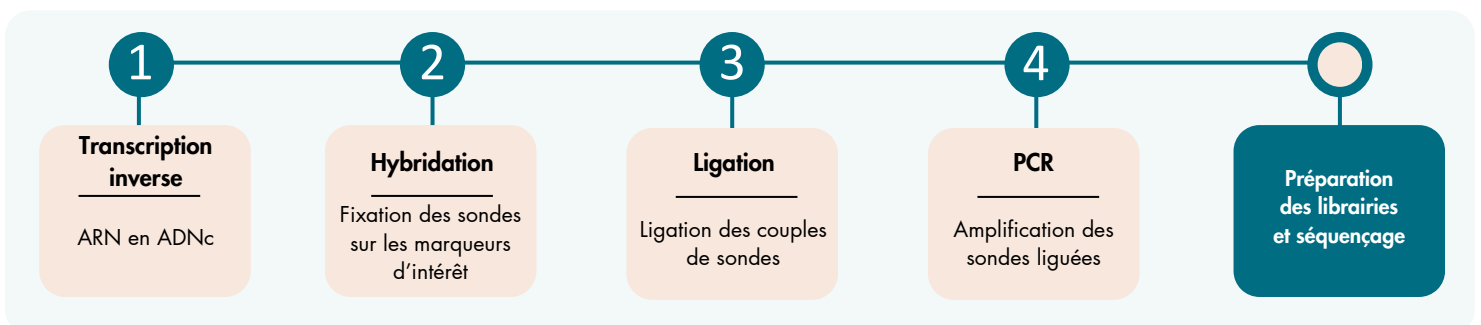 1
2
3
4
Transcription
inverse
ARN en ADNc
Hybridation
Fixation des sondes
sur les marqueurs
d'intérêt
Ligation
Ligation des couples
de sondes
PCR
Amplification des
sondes liguées
Préparation
des librairies
et séquençage